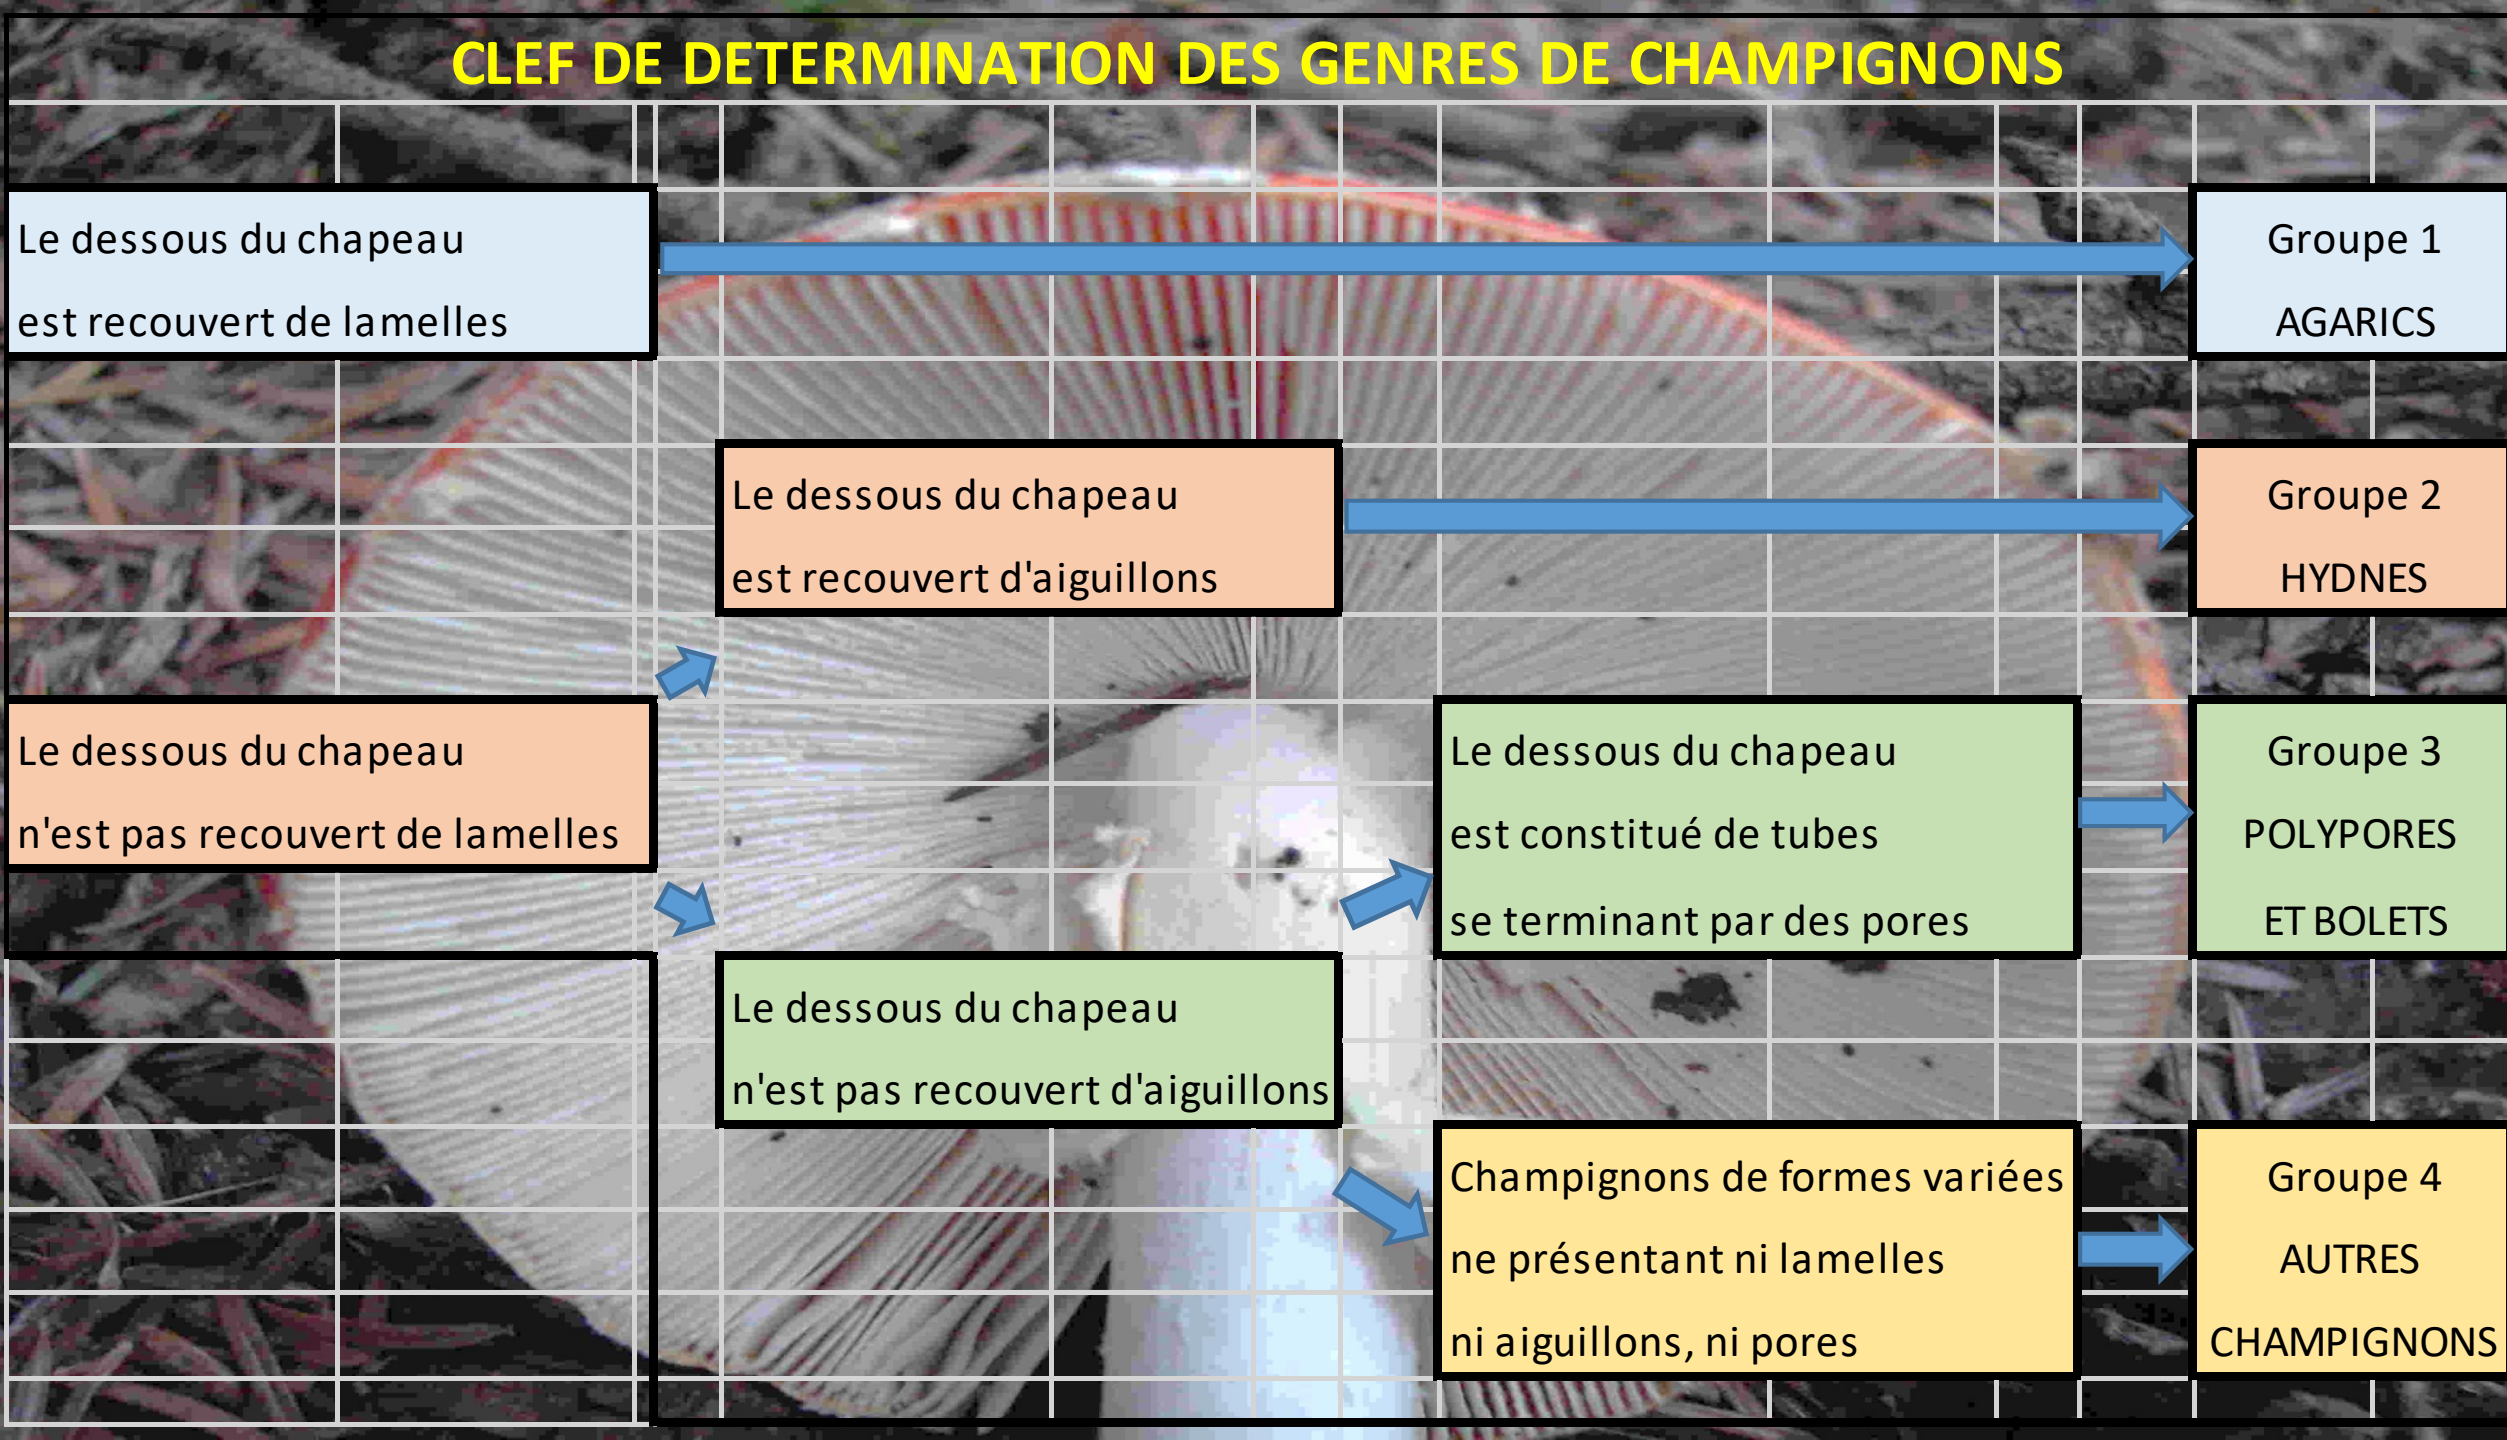 CLEF DE DETERMINATION DES GENRES DE CHAMPIGNONS
Le dessous du chapeau
est recouvert de lamelles
Groupe 1
AGARICS
Le dessous du chapeau
est recouvert d'aiguillons
Groupe 2
HYDNES
Le dessous du chapeau
n'est pas recouvert de lamelles
Le dessous du chapeau
est constitué de tubes
se terminant par des pores
Groupe 3
POLYPORES
ET BOLETS
Le dessous du chapeau
n'est pas recouvert d'aiguillons
Champignons de formes variées
ne présentant ni lamelles
ni aiguillons, ni pores
Groupe 4
AUTRES
CHAMPIGNONS